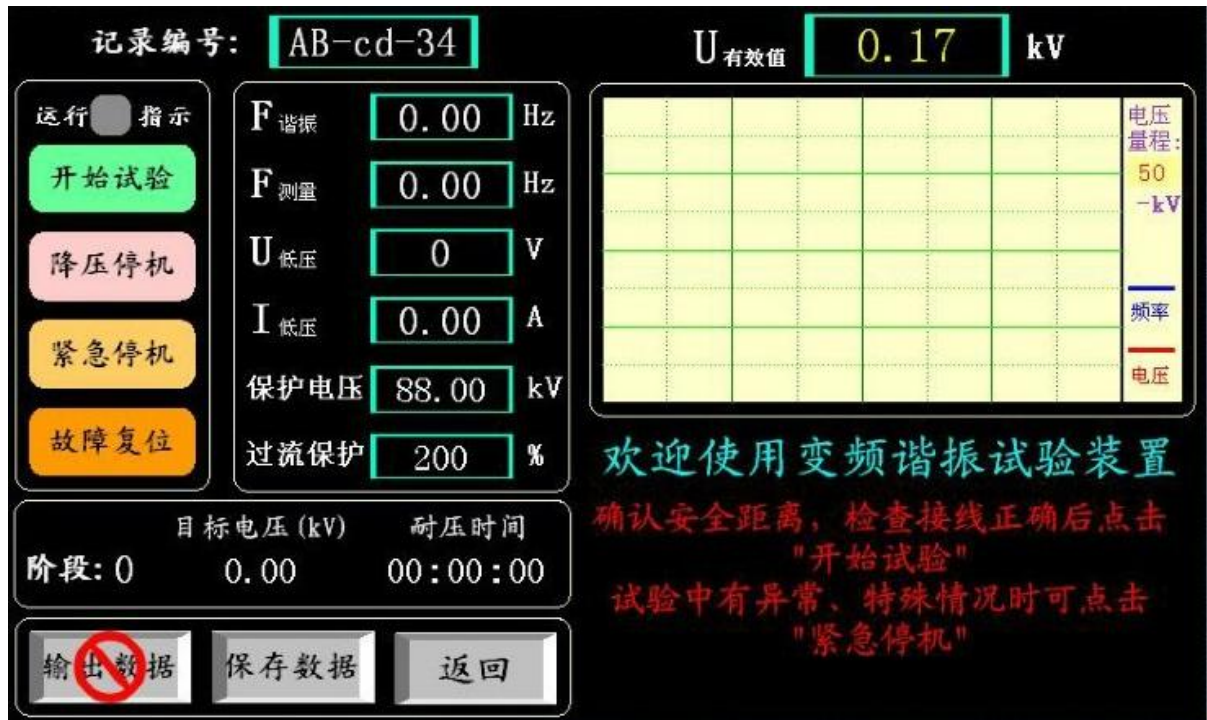 记录编号: AB-cd-34
U有效值 0.17 kV
运行 指示
开始试验
降压停机
紧急停机
故障复位
F谐振 0.00 Hz
F测量 0.00 Hz
U低压 0 V
I低压 0.00 A
保护电压 88.00 kV
过流保护 200 %
电压
量程:
50
-kV
频率
电压
目标电压(kV) 耐压时间
阶段: 0 0.00 00:00:00
输出数据 保存数据 返回
欢迎使用变频谐振试验装置
确认安全距离，检查接线正确后点击
"开始试验"
试验中有异常、特殊情况时可点击
"紧急停机"